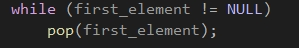 while (first_element != NULL)
    pop(first_element);